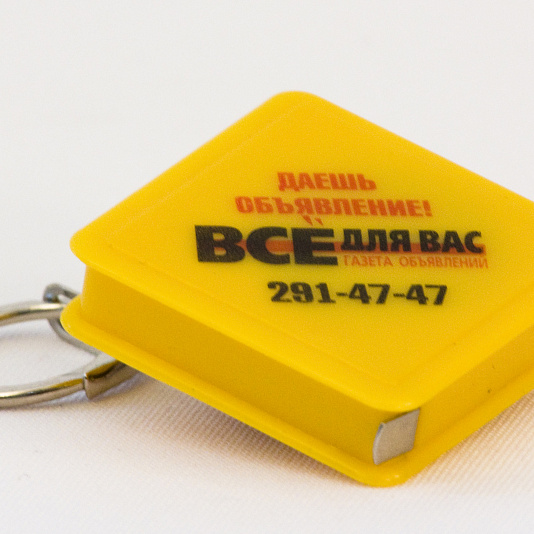 ДАЕШЬ
ОБЪЯВЛЕНИЕ!
ВСЁ ДЛЯ ВАС
ГАЗЕТА ОБЪЯВЛЕНИЙ
291-47-47